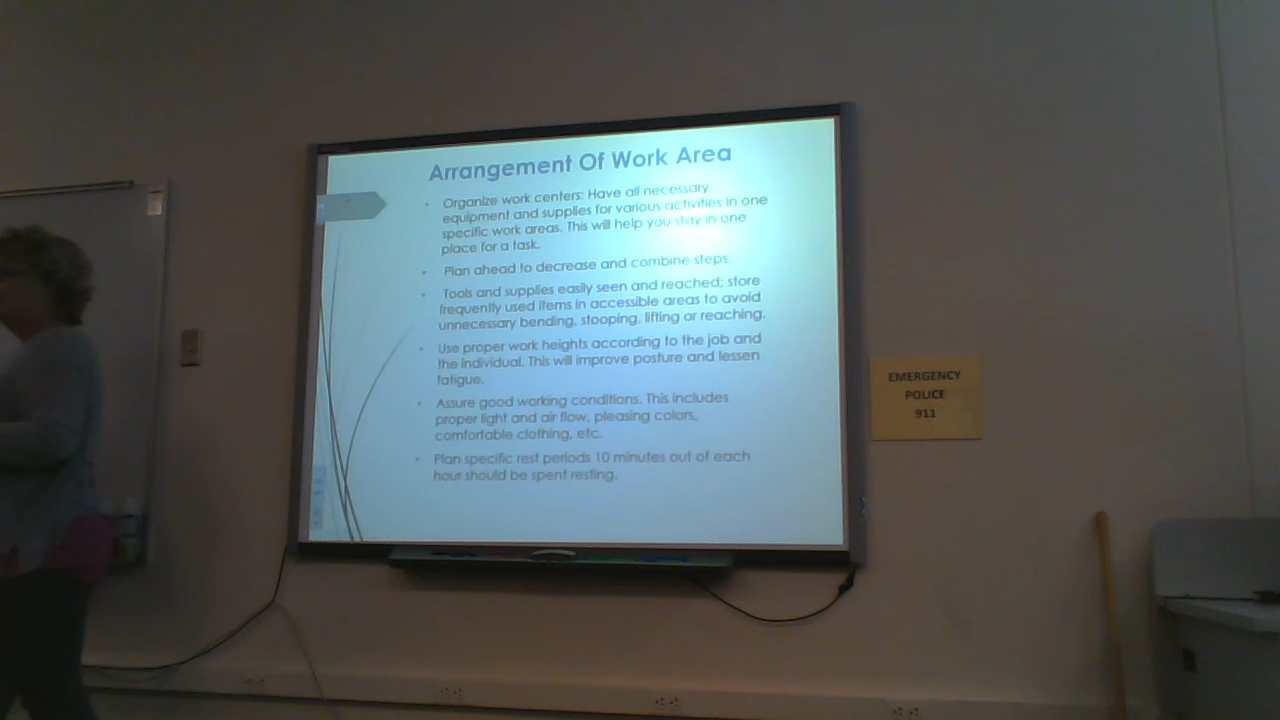 Arrangement Of Work Area
Organize work centers: Have all necessary
equipment and supplies for various activities in one
specific work areas. This will help you stay in one
place for a task.
Plan ahead to decrease and combine steps.
Tools and supplies easily seen and reached; store
frequently used items in accessible areas to avoid
unnecessary bending, stooping, lifting or reaching.
Use proper work heights according to the job and
the individual. This will improve posture and lessen
fatigue.
Assure good working conditions. This includes
proper light and air flow, pleasing colors,
comfortable clothing, etc.
Plan specific rest periods 10 minutes out of each
hour should be spent resting.
EMERGENCY
POLICE
911